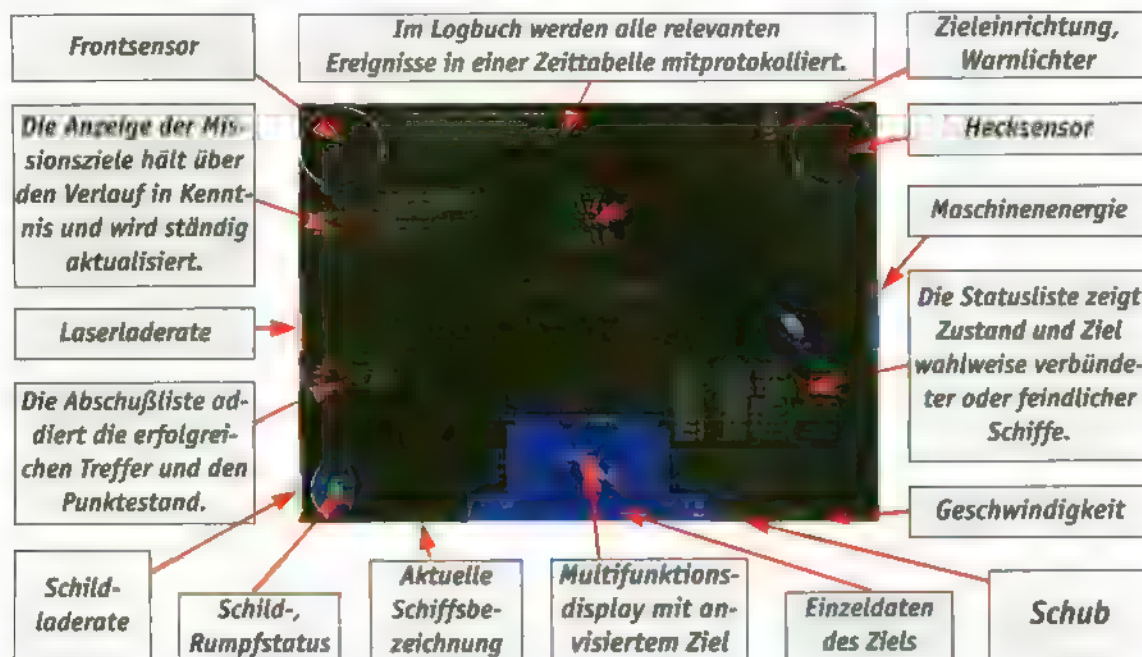 Frontsensor
Im Logbuch werden alle relevanten
Ereignisse in einer Zeittabelle mitprotokolliert.
Zieleinrichtung,
Warnlichter
Die Anzeige der Mis-
sionsziele hält über
den Verlauf in Kennt-
nis und wird ständig
aktualisiert.
Hecksensor
Maschinenenergie
Laserladerate
Die Statusliste zeigt
Zustand und Ziel
wahlweise verbünde-
ter oder feindlicher
Schiffe.
Die Abschußliste ad-
diert die erfolgrei-
chen Treffer und den
Punktestand.
Geschwindigkeit
Schild-
laderate
Schild-,
Rumpfstatus
Aktuelle
Schiffsbe-
zeichnung
Multifunktions-
display mit an-
visiertem Ziel
Einzeldaten
des Ziels
Schub